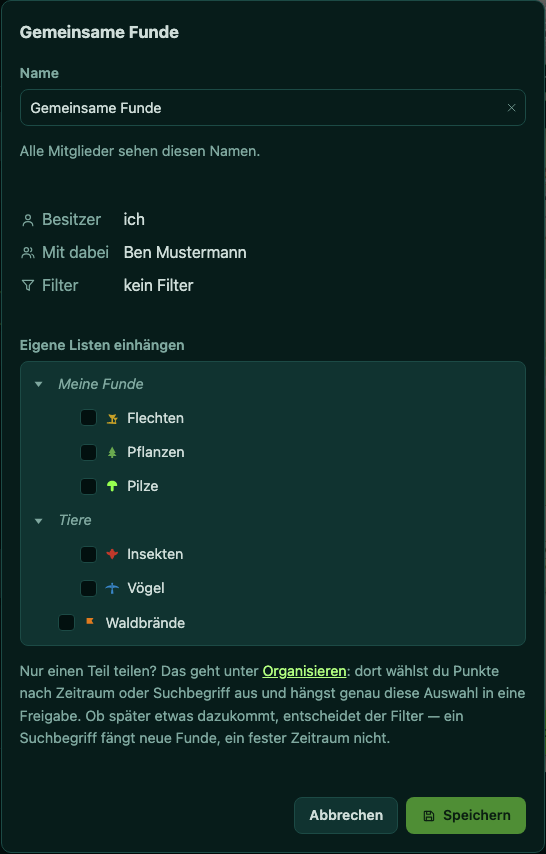 Gemeinsame Funde
Name
Gemeinsame Funde
Alle Mitglieder sehen diesen Namen.
Besitzer ich
Mit dabei Ben Mustermann
Filter kein Filter
Eigene Listen einhängen
Meine Funde
Flechten
Pflanzen
Pilze
Tiere
Insekten
Vögel
Waldbrände
Nur einen Teil teilen? Das geht unter Organisieren: dort wählst du Punkte
nach Zeitraum oder Suchbegriff aus und hängst genau diese Auswahl in eine
Freigabe. Ob später etwas dazukommt, entscheidet der Filter — ein
Suchbegriff fängt neue Funde, ein fester Zeitraum nicht.
Abbrechen Speichern